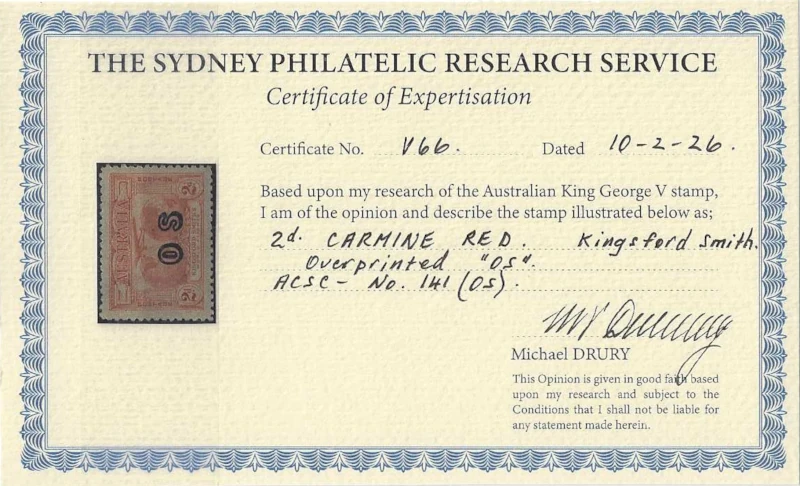 THE SYDNEY PHILATELIC RESEARCH SERVICE
Certificate of Expertisation
Certificate No. V66. Dated 10-2-26.
Based upon my research of the Australian King George V stamp,
I am of the opinion and describe the stamp illustrated below as;
2d. CARMINE RED. Kingsford Smith.
Overprinted "OS".
ACSC - No. 141 (OS).
Michael DRURY
This Opinion is given in good faith based
upon my research and subject to the
Conditions that I shall not be liable for
any statement made herein.
AUSTRALIA
OS